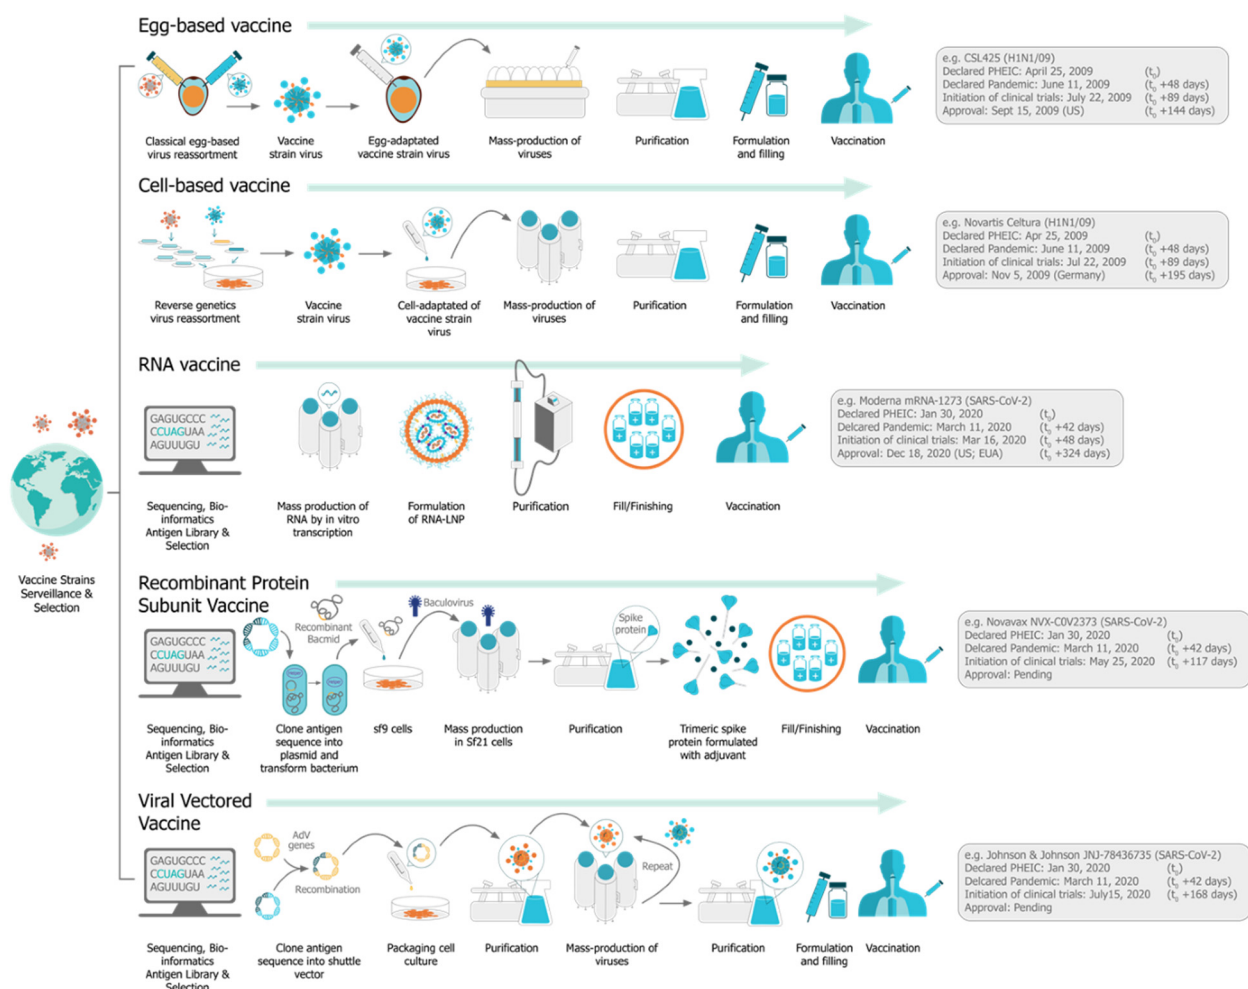 Egg-based vaccine
Classical egg-based
virus reassortment
Vaccine
strain virus
Egg-adaptated
vaccine strain virus
Mass-production of
viruses
Purification
Formulation
and filling
Vaccination
e.g. CSL425 (H1N1/09)
Declared PHEIC: April 25, 2009 (t0)
Declared Pandemic: June 11, 2009 (t0 +48 days)
Initiation of clinical trials: July 22, 2009 (t0 +89 days)
Approval: Sept 15, 2009 (US) (t0 +144 days)
Cell-based vaccine
Reverse genetics
virus reassortment
Vaccine
strain virus
Cell-adaptated of
vaccine strain
virus
Mass-production of
viruses
Purification
Formulation
and filling
Vaccination
e.g. Novartis Celtura (H1N1/09)
Declared PHEIC: Apr 25, 2009 (t0)
Declared Pandemic: June 11, 2009 (t0 +48 days)
Initiation of clinical trials: Jul 22, 2009 (t0 +89 days)
Approval: Nov 5, 2009 (Germany) (t0 +195 days)
Vaccine Strains
Serveillance &
Selection
RNA vaccine
GAGUGCCC
CCUAGUAA
AGUUUGU
Sequencing, Bio-
informatics
Antigen Library &
Selection
Mass production of
RNA by in vitro
transcription
Formulation
of RNA-LNP
Purification
Fill/Finishing
Vaccination
e.g. Moderna mRNA-1273 (SARS-CoV-2)
Declared PHEIC: Jan 30, 2020 (t0)
Delcared Pandemic: March 11, 2020 (t0 +42 days)
Initiation of clinical trials: Mar 16, 2020 (t0 +48 days)
Approval: Dec 18, 2020 (US; EUA) (t0 +324 days)
Recombinant Protein
Subunit Vaccine
GAGUGCCC
CCUAGUAA
AGUUUGU
Recombinant
Bacmid
Baculovirus
Spike
protein
Sequencing, Bio-
informatics
Antigen Library &
Selection
Clone antigen
sequence into
plasmid and
transform bacterium
sf9 cells
Mass production
in Sf21 cells
Purification
Trimeric spike
protein formulated
with adjuvant
Fill/Finishing
Vaccination
e.g. Novavax NVX-C0V2373 (SARS-CoV-2)
Declared PHEIC: Jan 30, 2020 (t0)
Delcared Pandemic: March 11, 2020 (t0 +42 days)
Initiation of clinical trials: May 25, 2020 (t0 +117 days)
Approval: Pending
Viral Vectored
Vaccine
GAGUGCCC
CCUAGUAA
AGUUUGU
AdV
genes
Recombination
Repeat
Sequencing, Bio-
informatics
Antigen Library &
Selection
Clone antigen
sequence into shuttle
vector
Packaging cell
culture
Purification
Mass-production of
viruses
Purification
Formulation
and filling
Vaccination
e.g. Johnson & Johnson JNJ-78436735 (SARS-CoV-2)
Declared PHEIC: Jan 30, 2020 (t0)
Delcared Pandemic: March 11, 2020 (t0 +42 days)
Initiation of clinical trials: July15, 2020 (t0 +168 days)
Approval: Pending